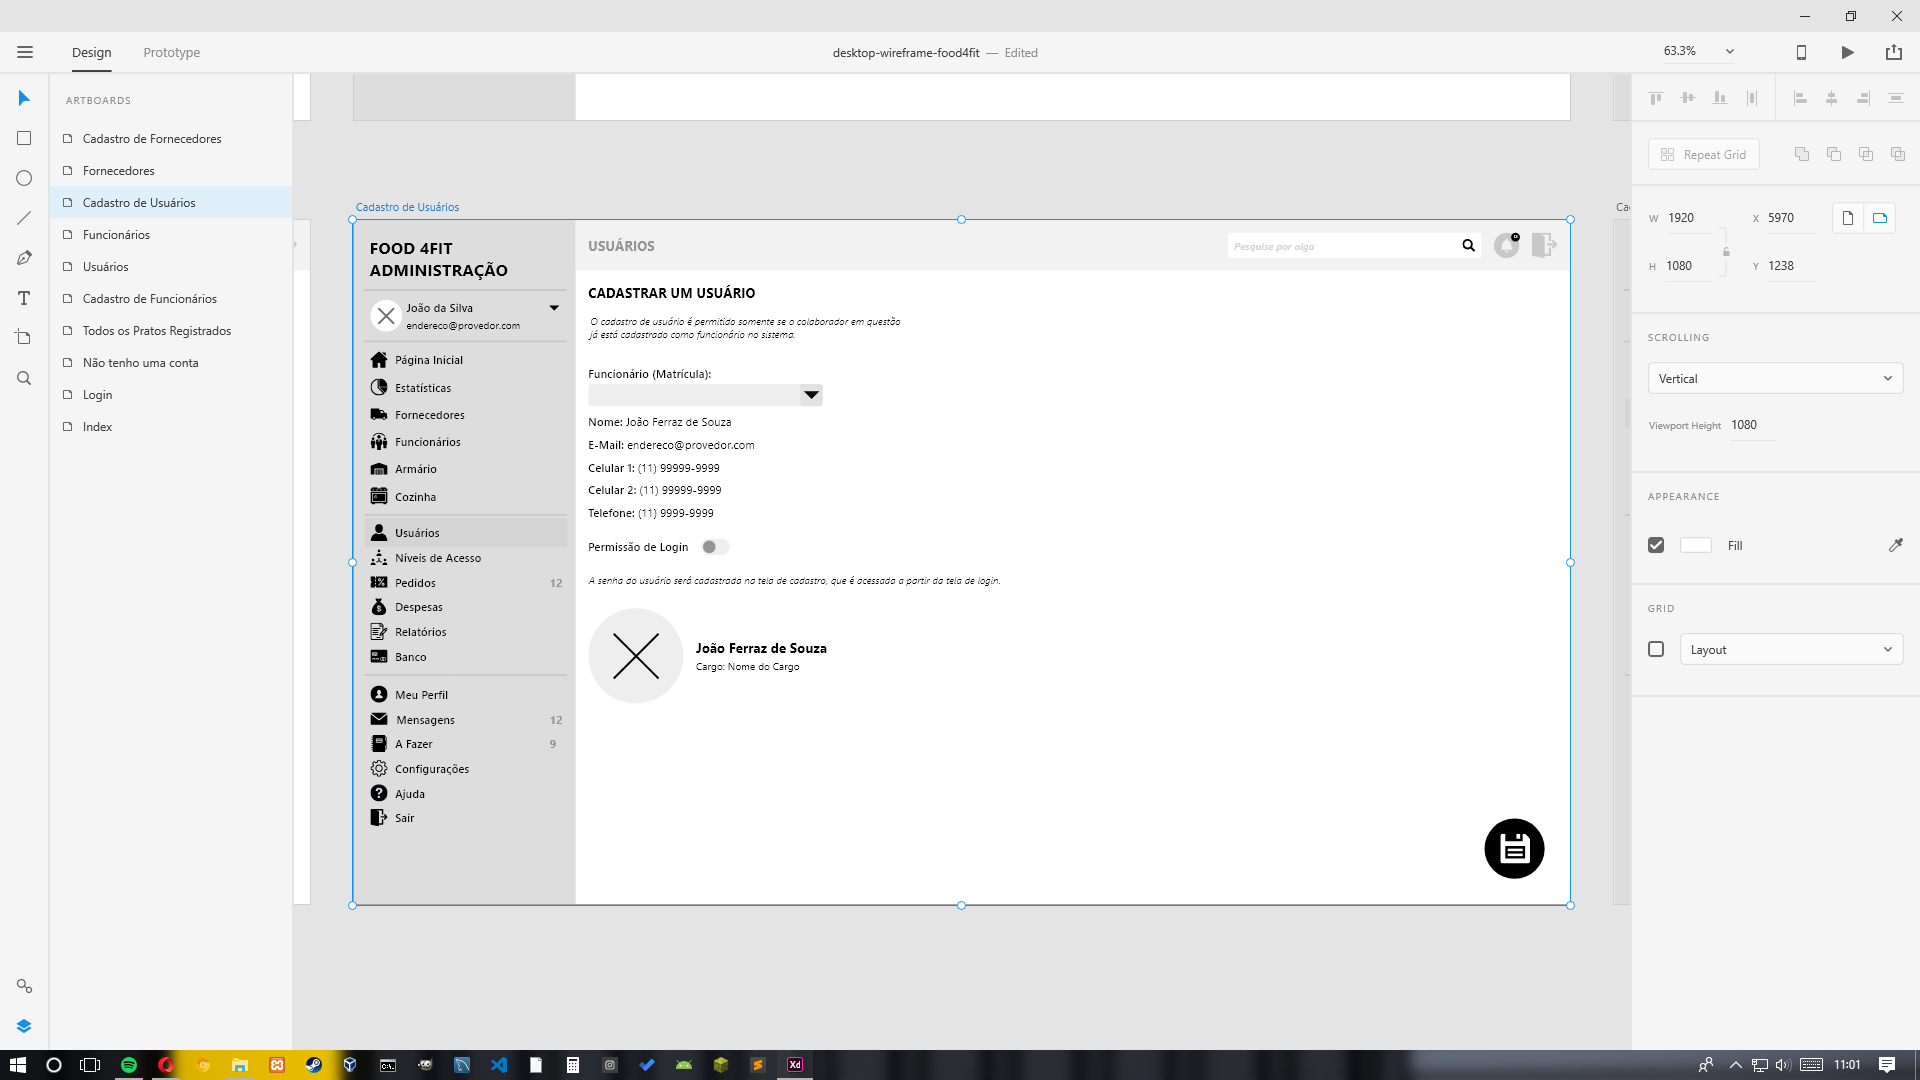 Design
Prototype
desktop-wireframe-food4fit — Edited
63.3%
ARTBOARDS
Cadastro de Fornecedores
Fornecedores
Cadastro de Usuários
Funcionários
Usuários
Cadastro de Funcionários
Todos os Pratos Registrados
Não tenho uma conta
Login
Index
Cadastro de Usuários
FOOD 4FIT
ADMINISTRAÇÃO
João da Silva
endereco@provedor.com
Página Inicial
Estatísticas
Fornecedores
Funcionários
Armário
Cozinha
Usuários
Níveis de Acesso
Pedidos 12
Despesas
Relatórios
Banco
Meu Perfil
Mensagens 12
A Fazer 9
Configurações
Ajuda
Sair
USUÁRIOS
Pesquise por algo
CADASTRAR UM USUÁRIO
O cadastro de usuário é permitido somente se o colaborador em questão
já está cadastrado como funcionário no sistema.
Funcionário (Matrícula):
Nome: João Ferraz de Souza
E-Mail: endereco@provedor.com
Celular 1: (11) 99999-9999
Celular 2: (11) 99999-9999
Telefone: (11) 9999-9999
Permissão de Login
A senha do usuário será cadastrada na tela de cadastro, que é acessada a partir da tela de login.
João Ferraz de Souza
Cargo: Nome do Cargo
Repeat Grid
W 1920
X 5970
H 1080
Y 1238
SCROLLING
Vertical
Viewport Height 1080
APPEARANCE
Fill
GRID
Layout
Xd
11:01